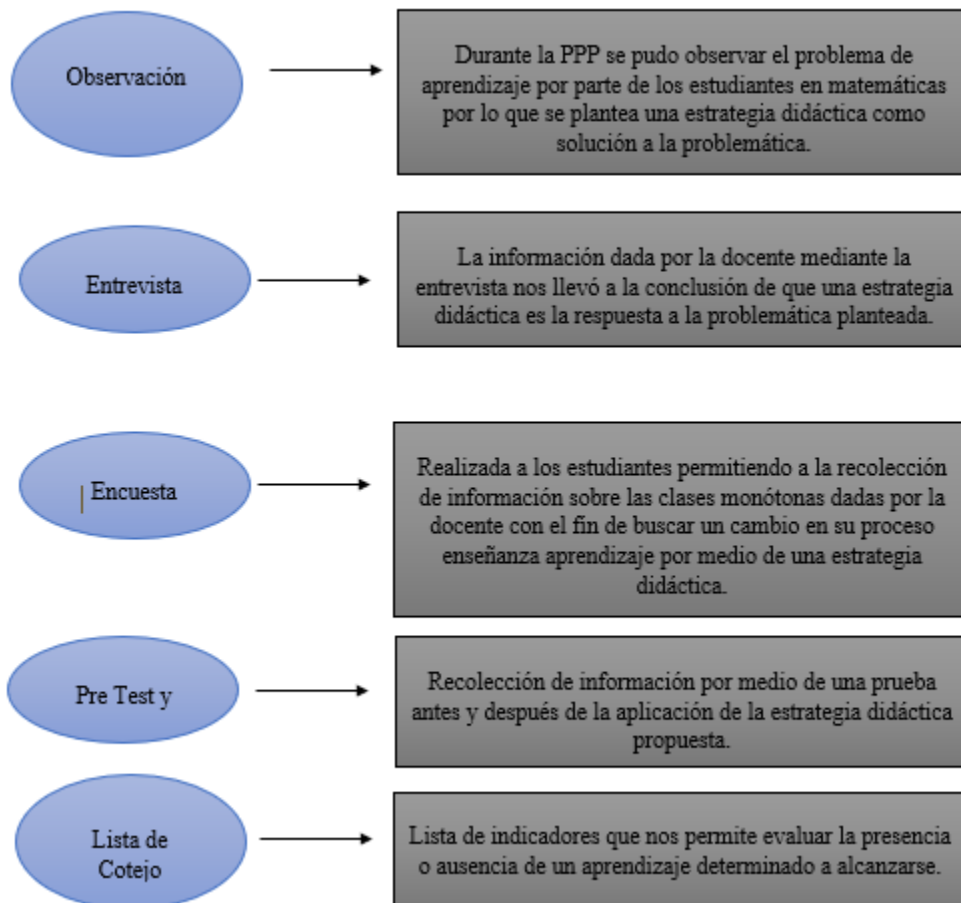 Observación
Durante la PPP se pudo observar el problema de
aprendizaje por parte de los estudiantes en matemáticas
por lo que se plantea una estrategia didáctica como
solución a la problemática.
Entrevista
La información dada por la docente mediante la
entrevista nos llevó a la conclusión de que una estrategia
didáctica es la respuesta a la problemática planteada.
Encuesta
Realizada a los estudiantes permitiendo a la recolección
de información sobre las clases monótonas dadas por la
docente con el fin de buscar un cambio en su proceso
enseñanza aprendizaje por medio de una estrategia
didáctica.
Pre Test y
Recolección de información por medio de una prueba
antes y después de la aplicación de la estrategia didáctica
propuesta.
Lista de
Cotejo
Lista de indicadores que nos permite evaluar la presencia
o ausencia de un aprendizaje determinado a alcanzarse.